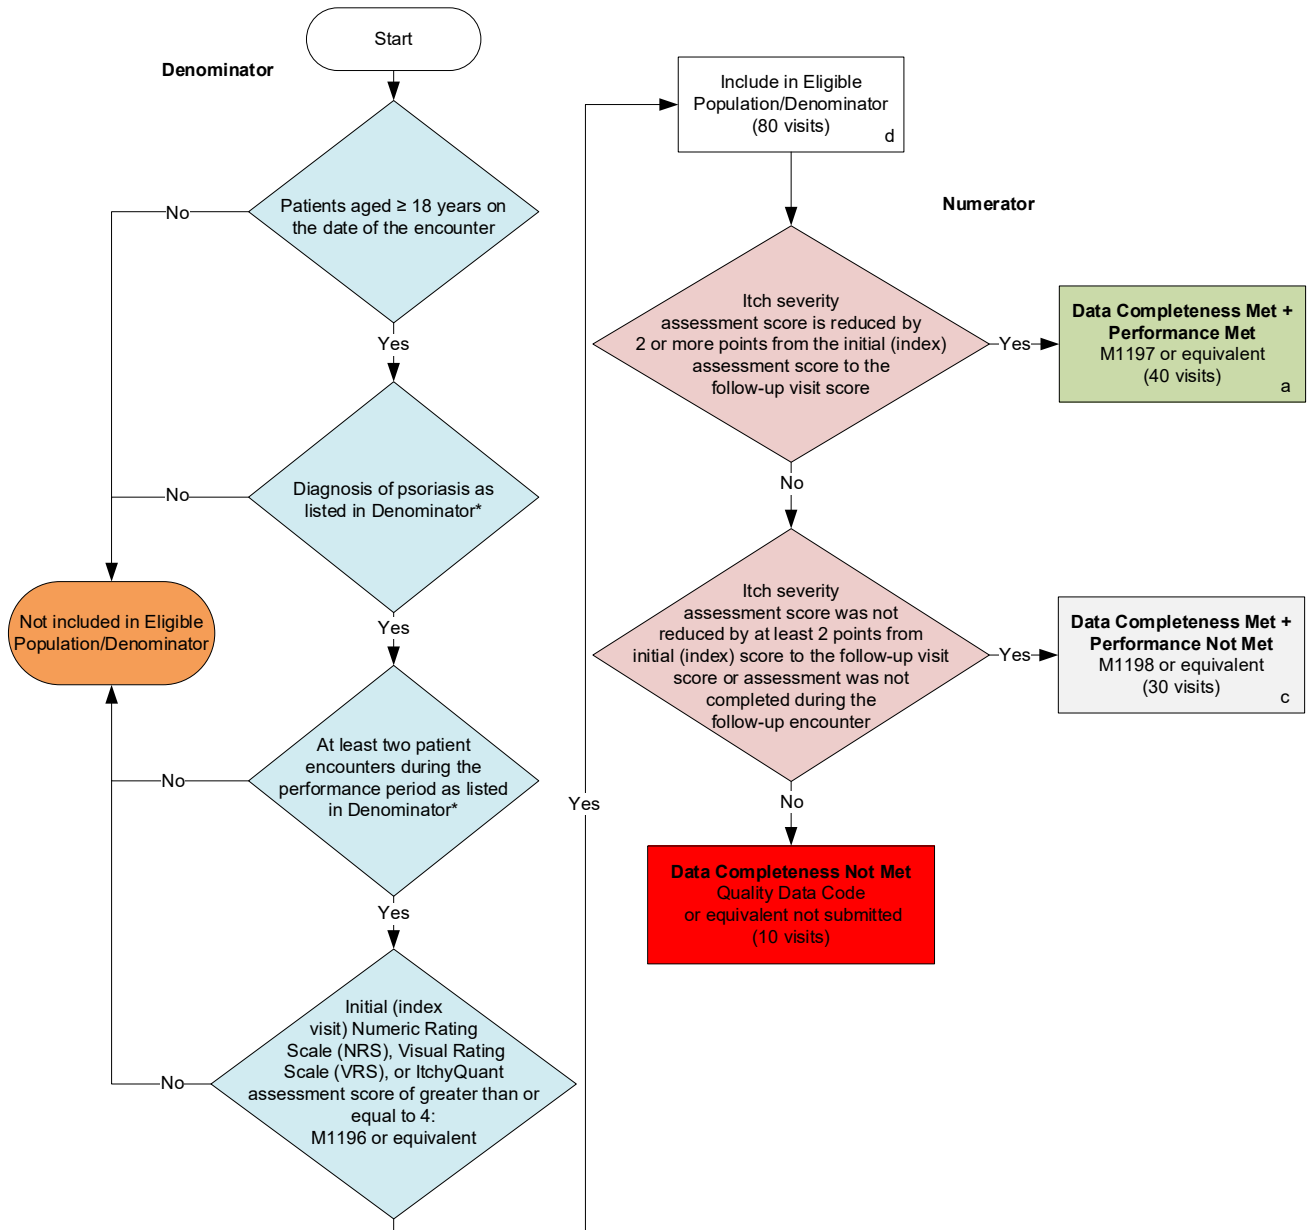 Start
Denominator
Patients aged ≥ 18 years on
the date of the encounter
No
Yes
Diagnosis of psoriasis as
listed in Denominator*
No
Yes
Not included in Eligible
Population/Denominator
At least two patient
encounters during the
performance period as listed
in Denominator*
No
Yes
Initial (index
visit) Numeric Rating
Scale (NRS), Visual Rating
Scale (VRS), or ItchyQuant
assessment score of greater than or
equal to 4:
M1196 or equivalent
No
Yes
Include in Eligible
Population/Denominator
(80 visits)
d
Numerator
Itch severity
assessment score is reduced by
2 or more points from the initial (index)
assessment score to the
follow-up visit score
Yes
Data Completeness Met +
Performance Met
M1197 or equivalent
(40 visits)
a
No
Itch severity
assessment score was not
reduced by at least 2 points from
initial (index) score to the follow-up visit
score or assessment was not
completed during the
follow-up encounter
Yes
Data Completeness Met +
Performance Not Met
M1198 or equivalent
(30 visits)
c
No
Data Completeness Not Met
Quality Data Code
or equivalent not submitted
(10 visits)